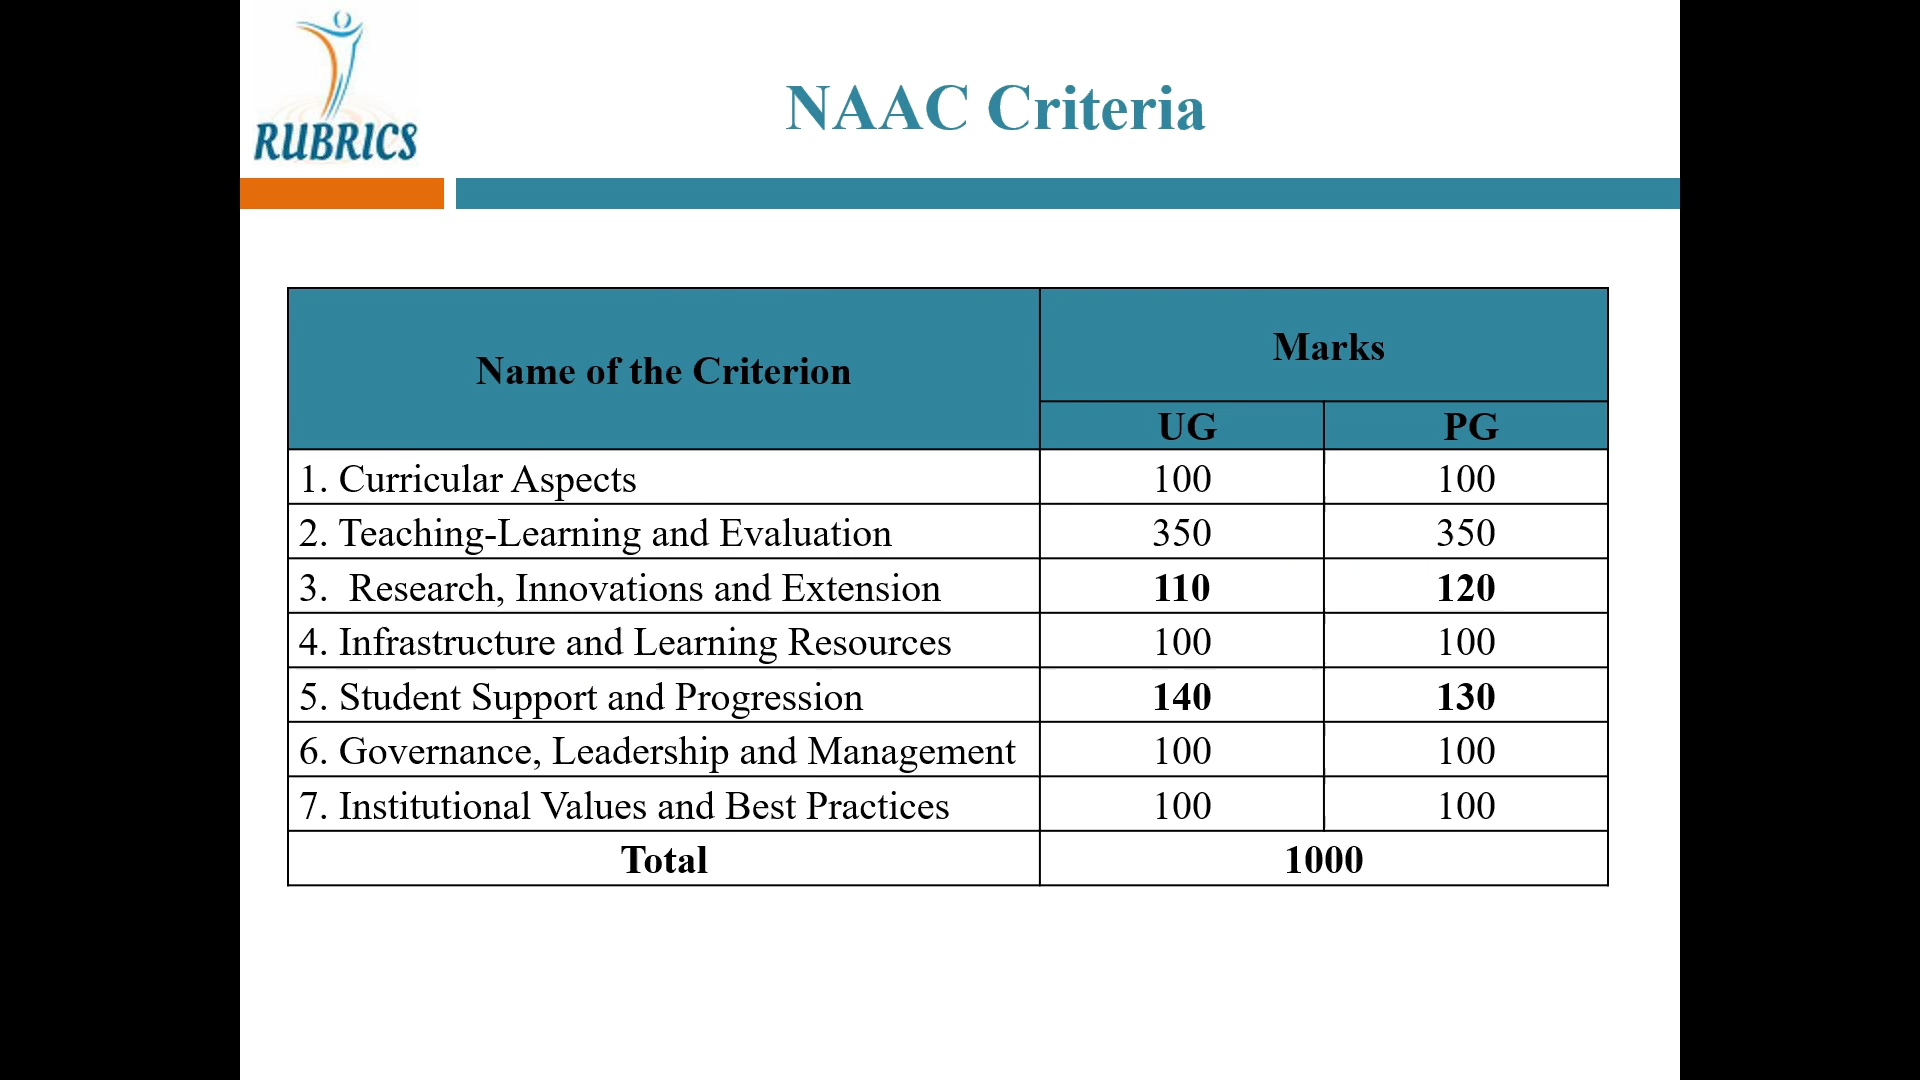 RUBRICS
NAAC Criteria
Name of the Criterion
Marks
UG PG
1. Curricular Aspects 100 100
2. Teaching-Learning and Evaluation 350 350
3. Research, Innovations and Extension 110 120
4. Infrastructure and Learning Resources 100 100
5. Student Support and Progression 140 130
6. Governance, Leadership and Management 100 100
7. Institutional Values and Best Practices 100 100
Total 1000